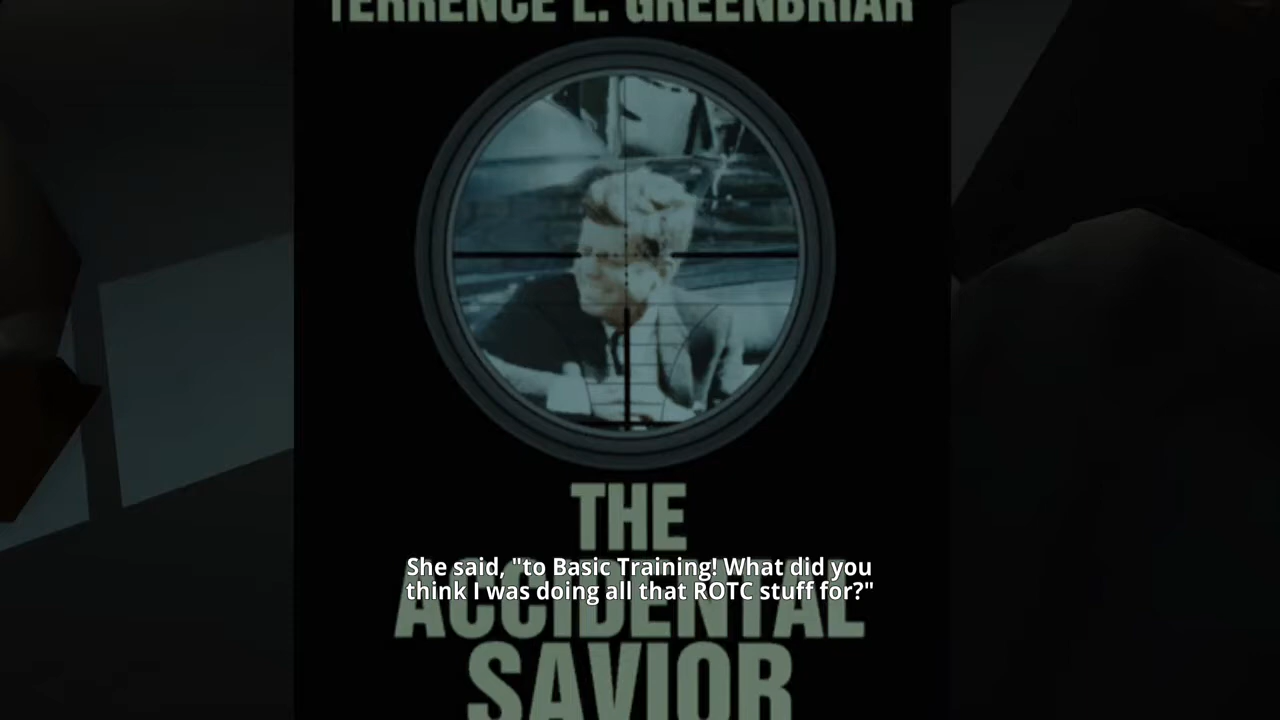 TERRENCE L. GREENBRIAR
THE
She said, "to Basic Training! What did you
think I was doing all that ROTC stuff for?"
ACCIDENTAL
SAVIOR